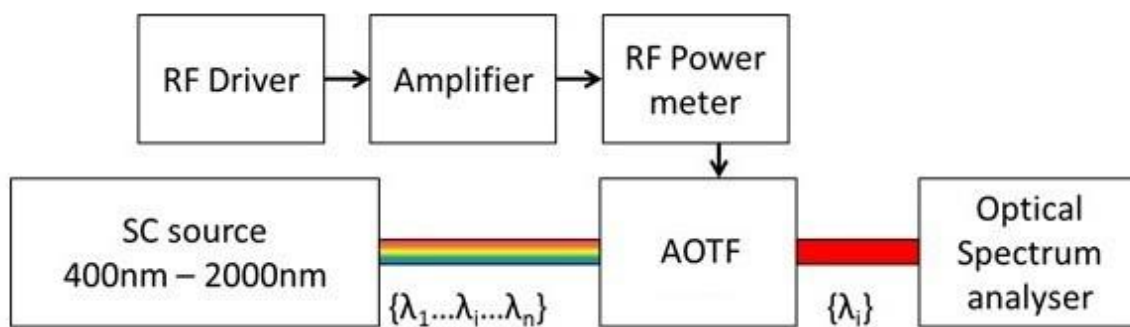 RF Driver
Amplifier
RF Power
meter
SC source
400nm – 2000nm
AOTF
Optical
Spectrum
analyser
{λ₁...λᵢ...λₙ}
{λᵢ}